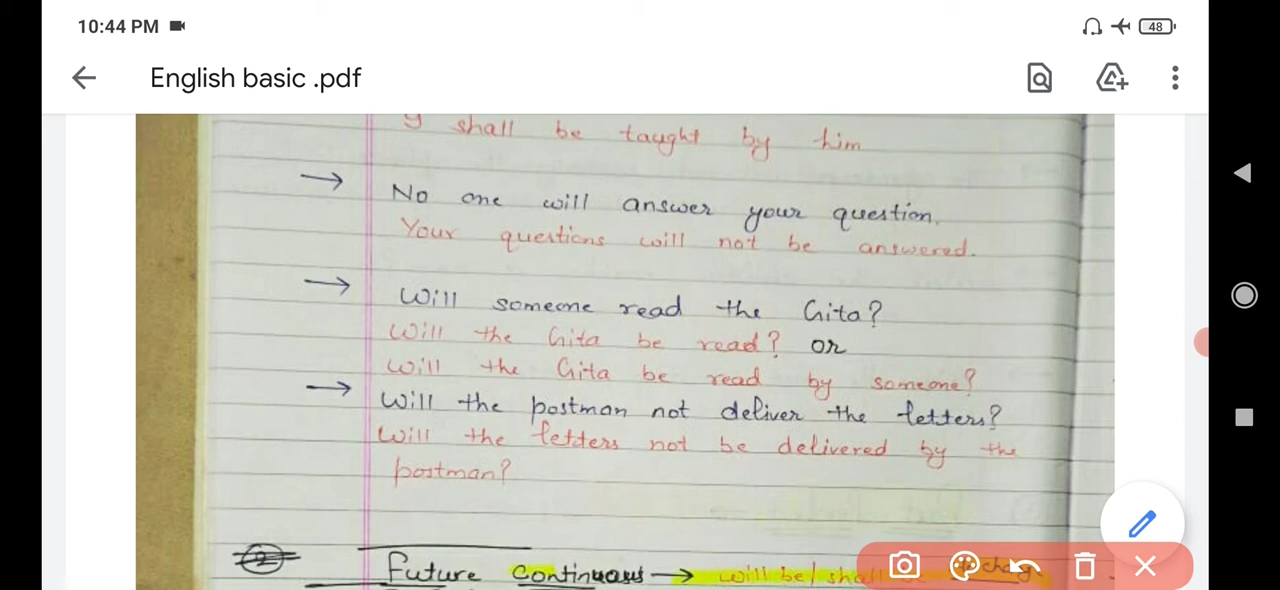 10:44 PM
48
English basic .pdf
I shall be taught by him
No one will answer your question.
Your questions will not be answered.
Will someone read the Gita?
Will the Gita be read? or
Will the Gita be read by someone?
Will the postman not deliver the letters?
Will the letters not be delivered by the
postman?
2
Future Continuous → will be/shall